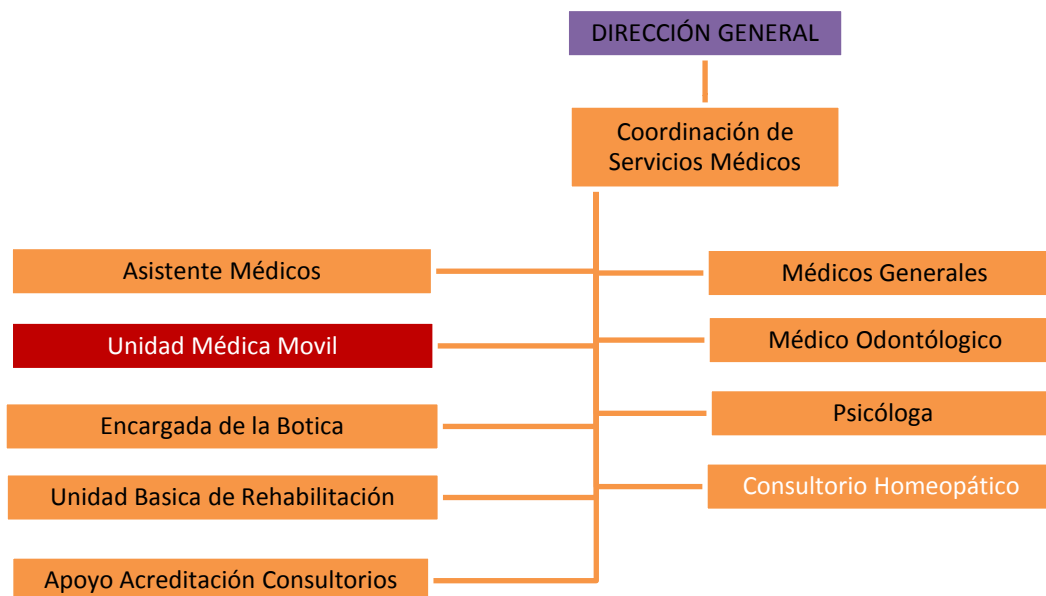 DIRECCIÓN GENERAL
Coordinación de
Servicios Médicos
Asistente Médicos
Médicos Generales
Unidad Médica Movil
Médico Odontólogico
Encargada de la Botica
Psicóloga
Unidad Basica de Rehabilitación
Consultorio Homeopático
Apoyo Acreditación Consultorios